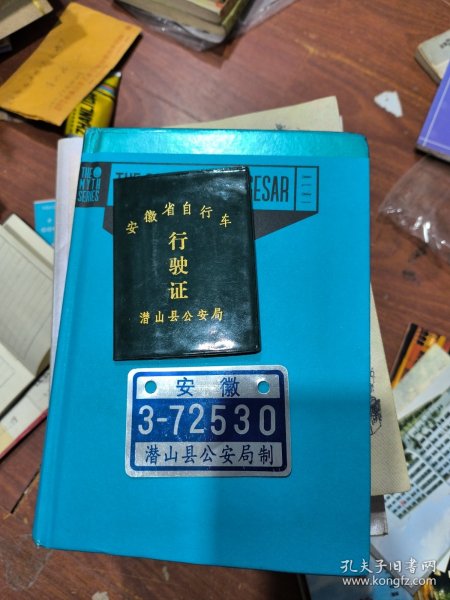 THE
MYTH
SERIES
THE
ESAR
安徽省自行车
行驶证
潜山县公安局
安徽
3-72530
潜山县公安局制
孔夫子旧书网
www.kongfz.com